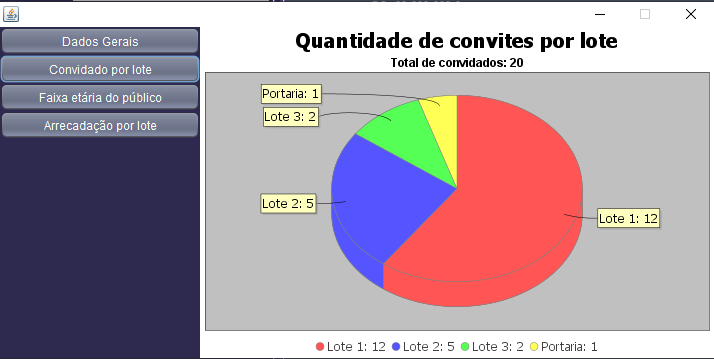 Dados Gerais
Convidado por lote
Faixa etária do público
Arrecadação por lote
Quantidade de convites por lote
Total de convidados: 20
Portaria: 1
Lote 3: 2
Lote 2: 5
Lote 1: 12
Lote 1: 12 Lote 2: 5 Lote 3: 2 Portaria: 1